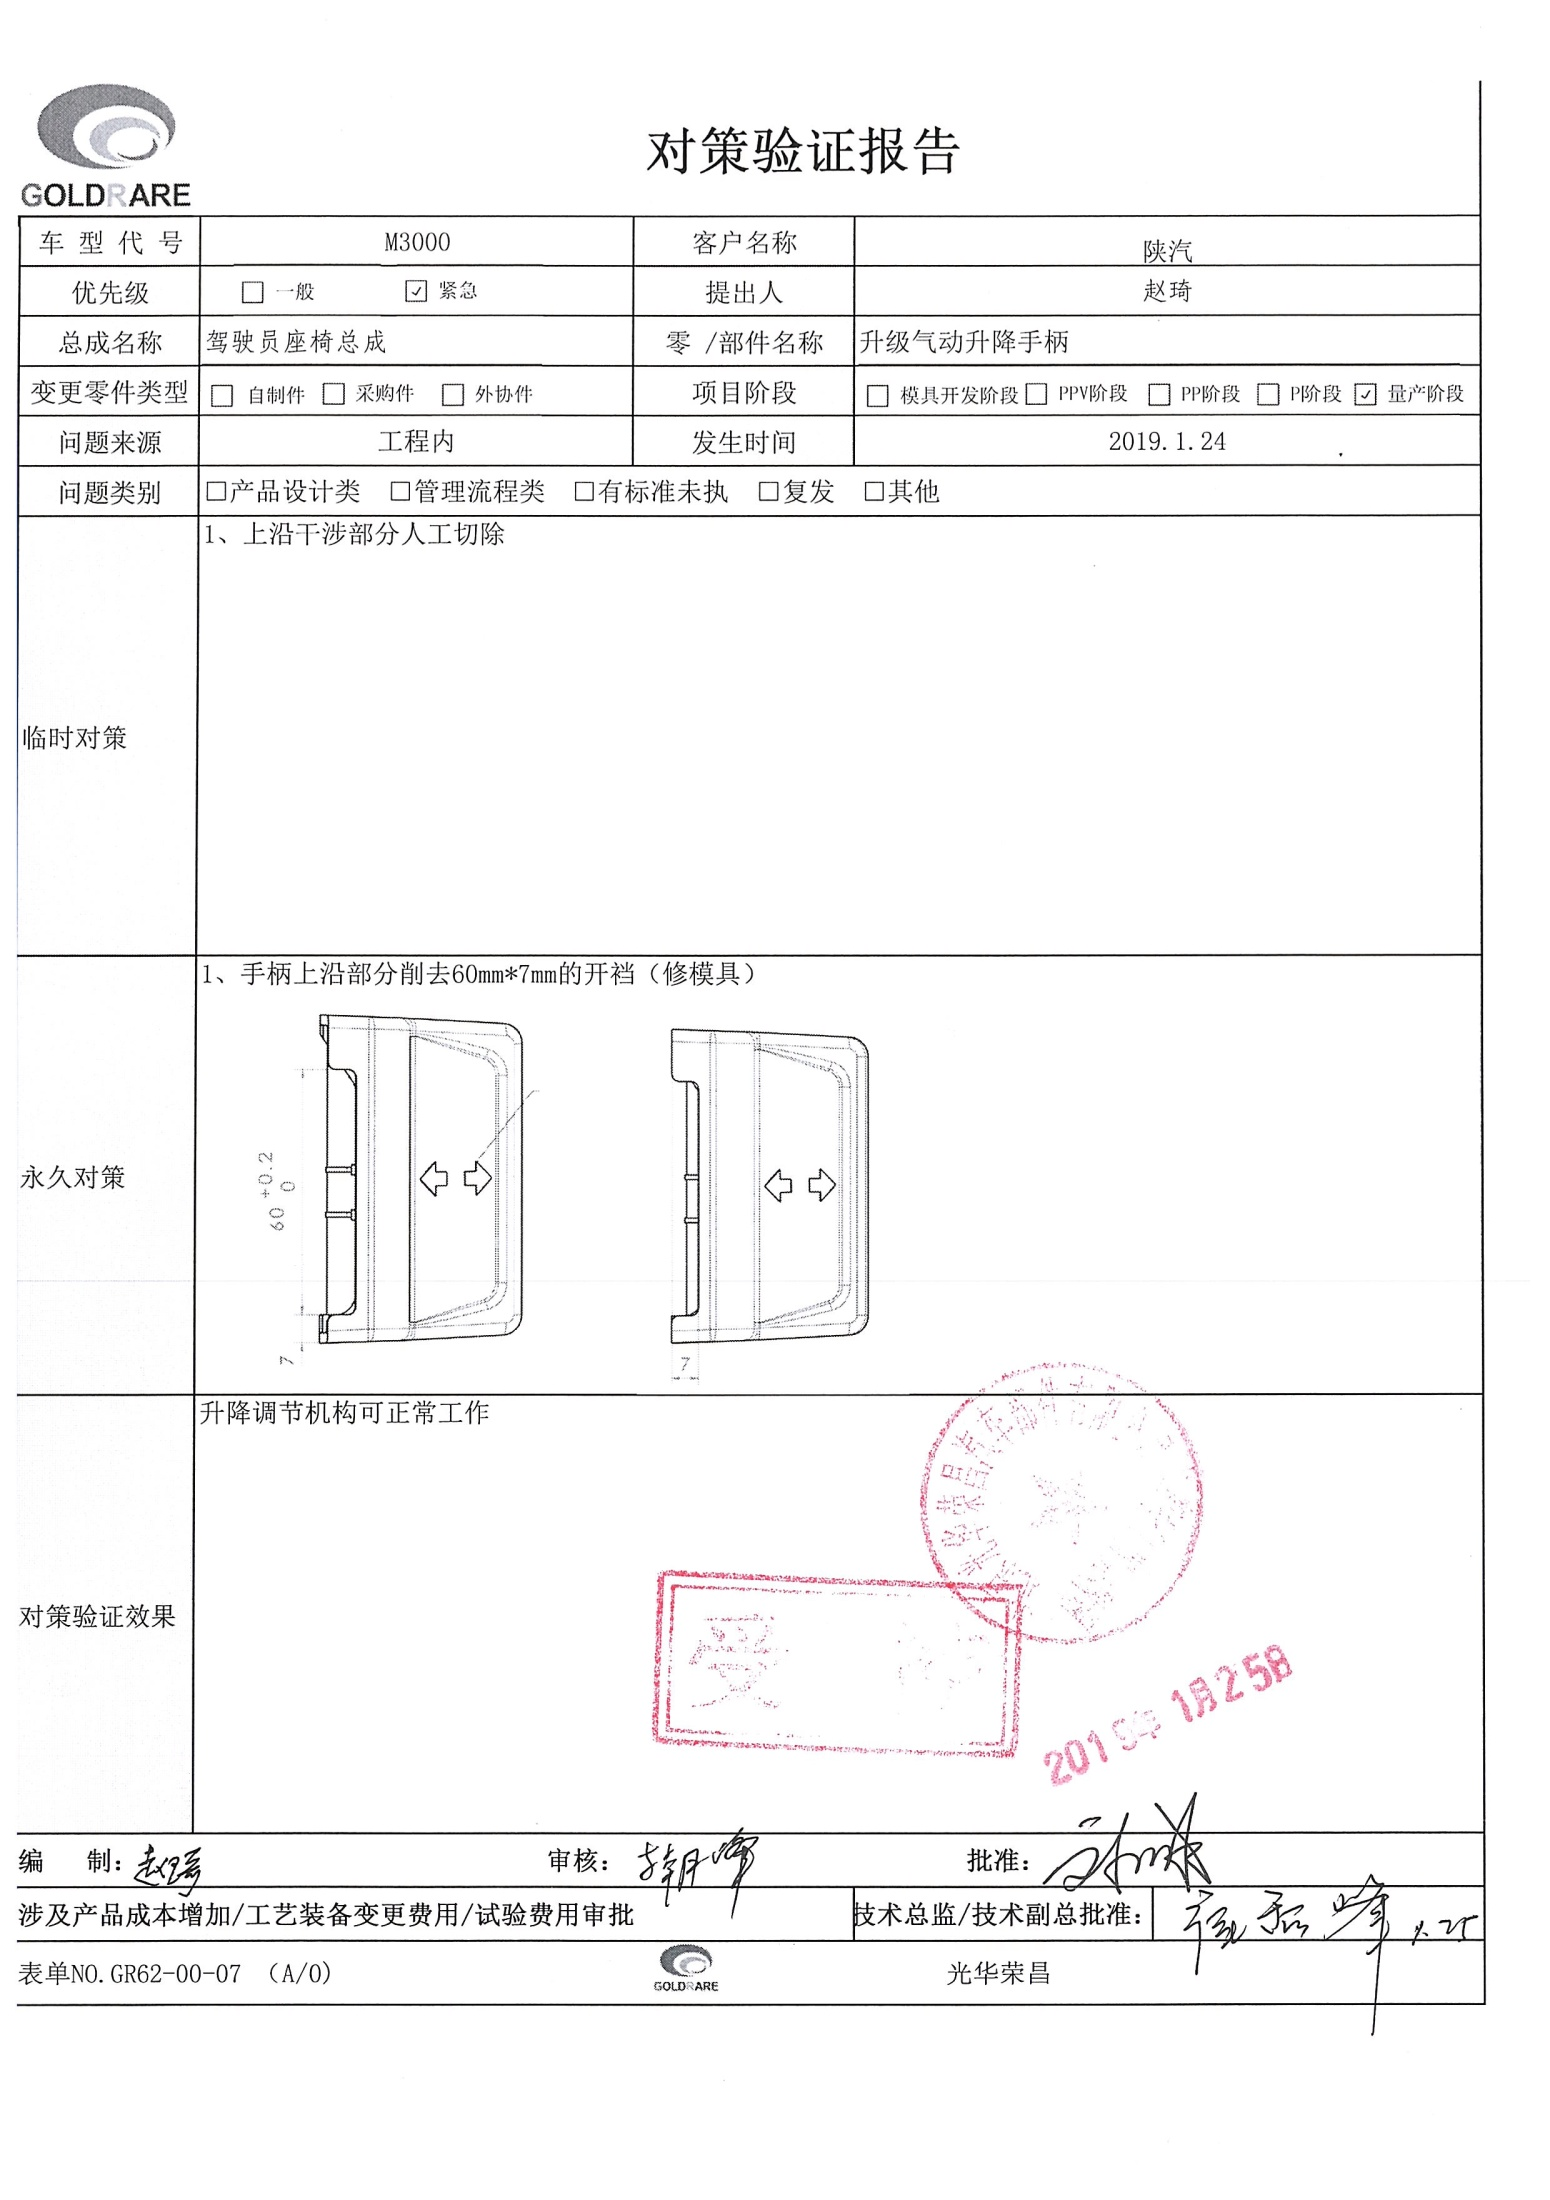 GOLDRARE
对策验证报告
车型代号 M3000 客户名称 陕汽
优先级 □ 一般 ☑ 紧急 提出人 赵琦
总成名称 驾驶员座椅总成 零 /部件名称 升级气动升降手柄
变更零件类型 □ 自制件 □ 采购件 □ 外协件 项目阶段 □ 模具开发阶段 □ PPV阶段 □ PP阶段 □ P阶段 ☑ 量产阶段
问题来源 工程内 发生时间 2019.1.24
问题类别 □产品设计类 □管理流程类 □有标准未执 □复发 □其他
临时对策 1、上沿干涉部分人工切除
永久对策 1、手柄上沿部分削去60mm*7mm的开裆（修模具）
60 +0.2 0
7
7
对策验证效果 升降调节机构可正常工作
荣昌汽车部件
受
2019年1月25日
编 制：赵琦 审核： 批准：
涉及产品成本增加/工艺装备变更费用/试验费用审批 技术总监/技术副总批准： 1.25
表单NO.GR62-00-07 （A/0） GOLDRARE 光华荣昌